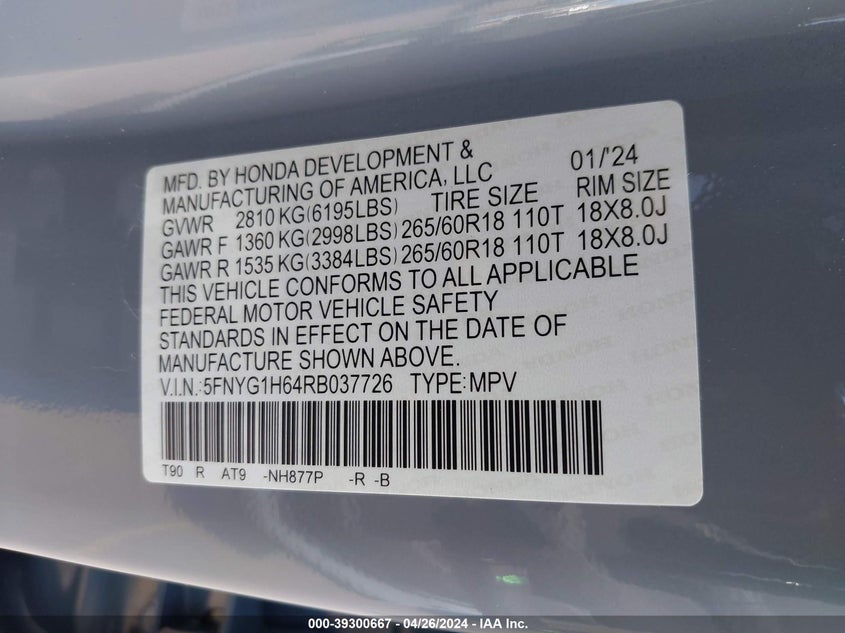 MFD. BY HONDA DEVELOPMENT & 01/'24
MANUFACTURING OF AMERICA, LLC
GVWR 2810 KG(6195LBS) TIRE SIZE RIM SIZE
GAWR F 1360 KG(2998LBS) 265/60R18 110T 18X8.0J
GAWR R 1535 KG(3384LBS) 265/60R18 110T 18X8.0J
THIS VEHICLE CONFORMS TO ALL APPLICABLE
FEDERAL MOTOR VEHICLE SAFETY
STANDARDS IN EFFECT ON THE DATE OF
MANUFACTURE SHOWN ABOVE.
V.I.N.:5FNYG1H64RB037726 TYPE:MPV
T90 R AT9 -NH877P -R -B
000-39300667 04/26/2024 - IAA Inc.